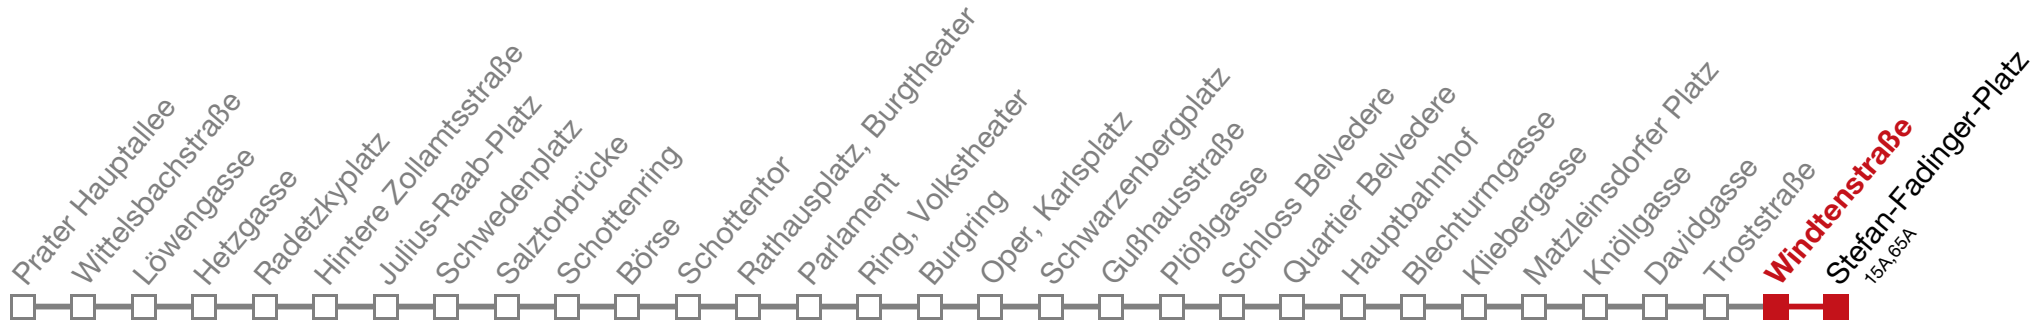 Prater Hauptallee
Wittelsbachstraße
Löwengasse
Hetzgasse
Radetzkyplatz
Hintere Zollamtsstraße
Julius-Raab-Platz
Schwedenplatz
Salztorbrücke
Schottenring
Börse
Schottentor
Rathausplatz, Burgtheater
Parlament
Ring, Volkstheater
Burgring
Oper, Karlsplatz
Schwarzenbergplatz
Gußhausstraße
Plößlgasse
Schloss Belvedere
Quartier Belvedere
Hauptbahnhof
Blechturmgasse
Kliebergasse
Matzleinsdorfer Platz
Knöllgasse
Davidgasse
Troststraße
Windtenstraße
Stefan-Fadinger-Platz
15A,65A